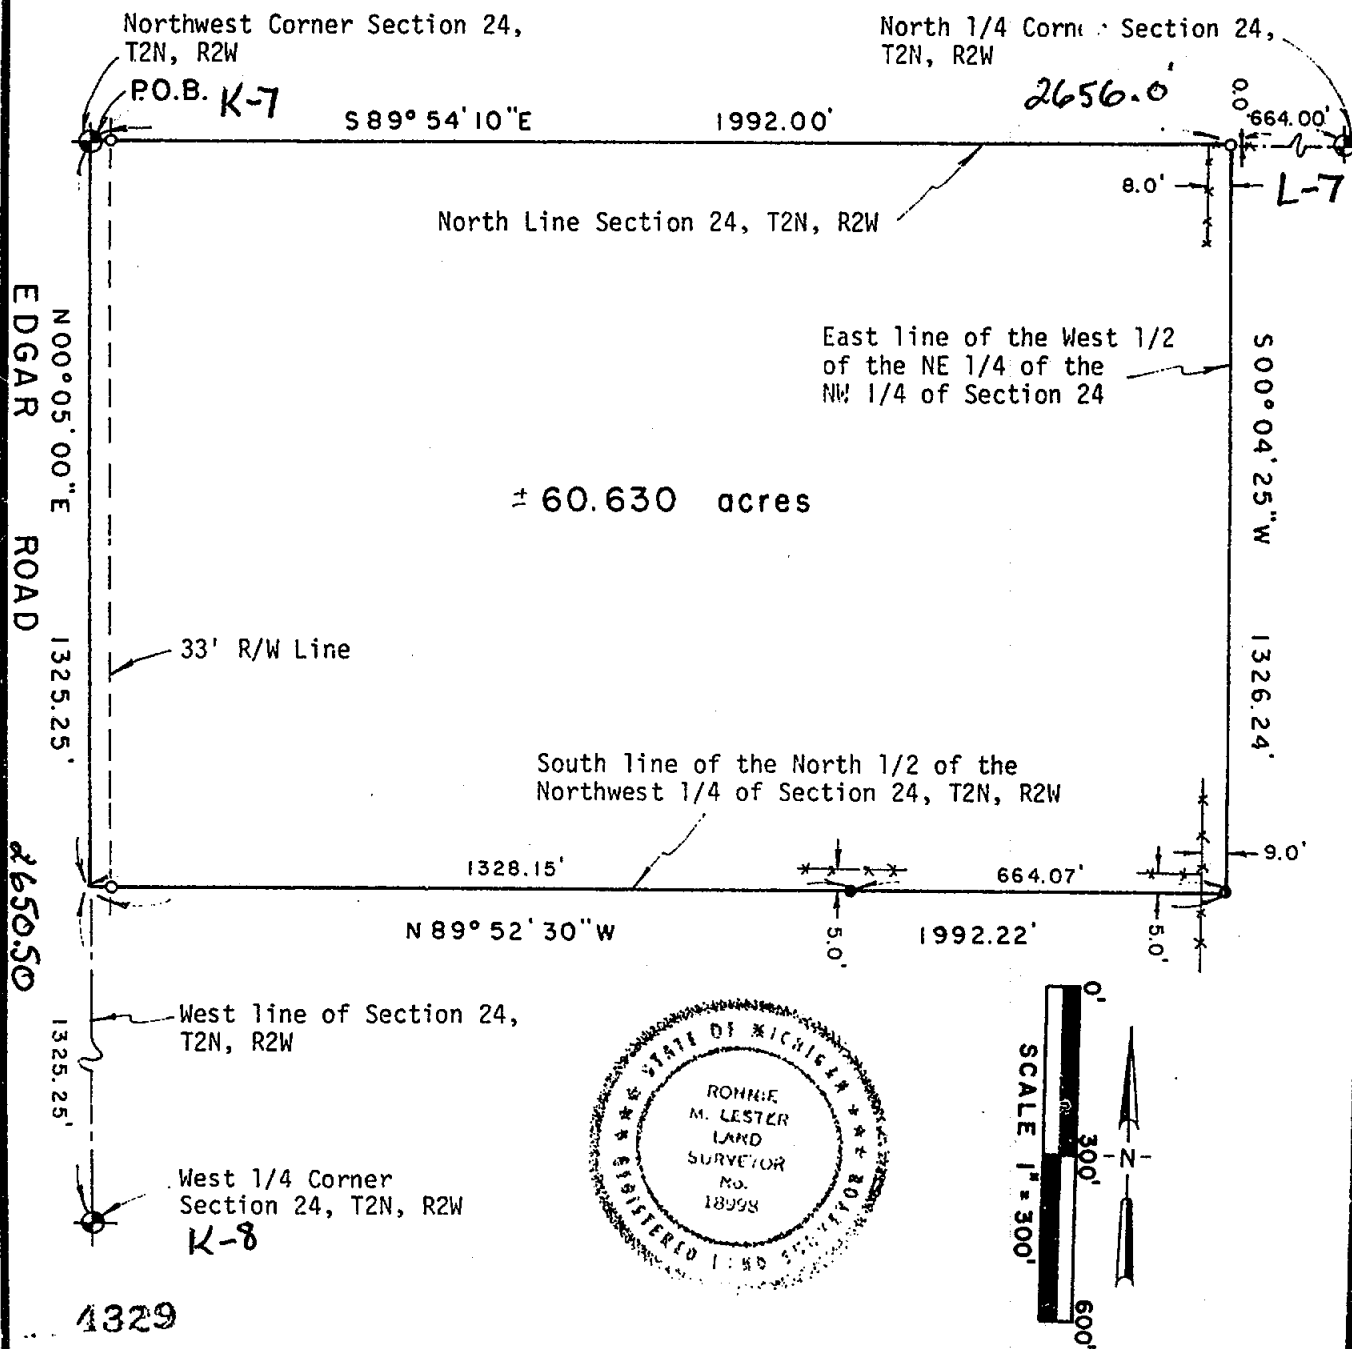 Northwest Corner Section 24,
T2N, R2W
P.O.B. K-7
North 1/4 Section 24,
T2N, R2W
2656.0'
0.0
664.00'
S 89° 54' 10" E 1992.00'
8.0'
L-7
North Line Section 24, T2N, R2W
East line of the West 1/2
of the NE 1/4 of the
NW 1/4 of Section 24
S 00° 04' 25" W 1326.24'
N 00° 05' 00" E 1325.25'
EDGAR ROAD
± 60.630 acres
33' R/W Line
South line of the North 1/2 of the
Northwest 1/4 of Section 24, T2N, R2W
1328.15'
664.07'
9.0'
N 89° 52' 30" W 1992.22'
5.0'
5.0'
2650.50
West line of Section 24,
T2N, R2W
1325.25'
West 1/4 Corner
Section 24, T2N, R2W
K-8
STATE OF MICHIGAN
RONNIE
M. LESTER
LAND
SURVEYOR
No.
18998
REGISTERED LAND
0'
300'
600'
SCALE 1" = 300'
-N-
1329